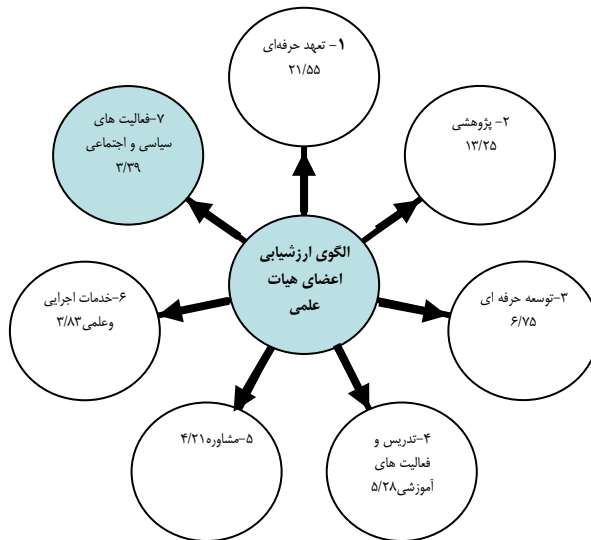 ۱- تعهد حرفه‌ای
۲۱/۵۵
۲- پژوهشی
۱۳/۲۵
۳-توسعه حرفه ای
۶/۷۵
۴-تدریس و
فعالیت های
آموزشی۵/۲۸
۵-مشاوره۴/۲۱
۶-خدمات اجرایی
وعلمی۳/۸۳
۷-فعالیت های
سیاسی و اجتماعی
۳/۳۹
الگوی ارزشیابی
اعضای هیات
علمی